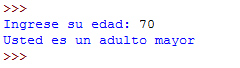 >>>
Ingrese su edad: 70
Usted es un adulto mayor
>>>